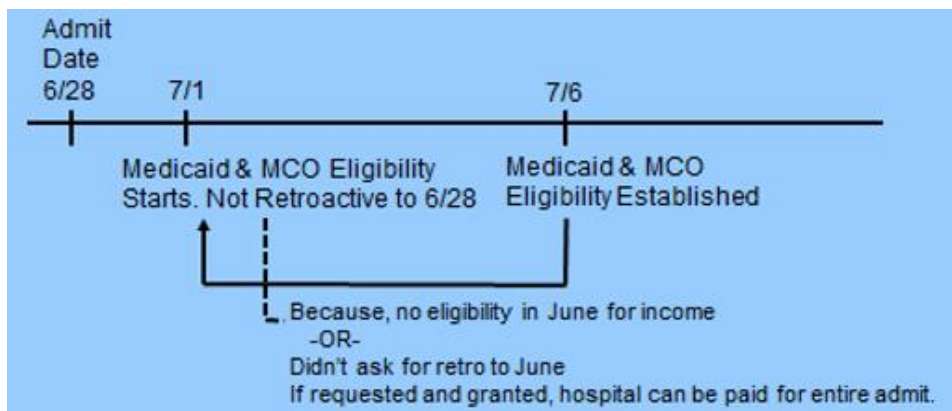 Admit
Date
6/28
7/1
7/6
Medicaid & MCO Eligibility
Starts. Not Retroactive to 6/28
Medicaid & MCO
Eligibility Established
Because, no eligibility in June for income
-OR-
Didn't ask for retro to June
If requested and granted, hospital can be paid for entire admit.